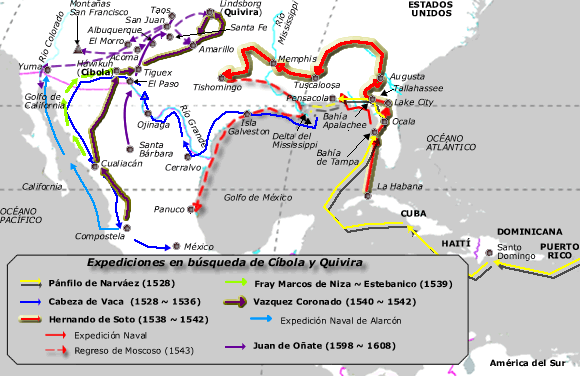 Montañas
San Francisco
Taos
San Juan
Lindsborg
(Quivira)
ESTADOS
UNIDOS
Río Colorado
Albuquerque
El Morro
Santa Fe
Río
Mississippi
Acoma
Amarillo
Yuma
Hawikuh
(Cíbola)
Tiguex
Memphis
El Paso
Tishomingo
Tuscaloosa
Augusta
Tallahassee
Golfo de
California
Pensacola
Lake City
Ojinaga
Río Grande
Isla
Galveston
Bahía
Apalachee
Ocala
Delta del
Mississippi
OCÉANO
ATLÁNTICO
Santa
Bárbara
Bahía
de Tampa
Cualiacán
Cerralvo
California
La Habana
Golfo de México
OCÉANO
PACÍFICO
Panuco
CUBA
Compostela
México
HAITÍ
DOMINICANA
Santo
Domingo
PUERTO
RICO
Expediciones en búsqueda de Cíbola y Quivira
Pánfilo de Narváez (1528)
Fray Marcos de Niza ~ Estebanico (1539)
Cabeza de Vaca (1528 ~ 1536)
Vazquez Coronado (1540 ~ 1542)
Hernando de Soto (1538 ~ 1542)
Expedición Naval de Alarcón
Expedición Naval
Regreso de Moscoso (1543)
Juan de Oñate (1598 ~ 1608)
América del Sur